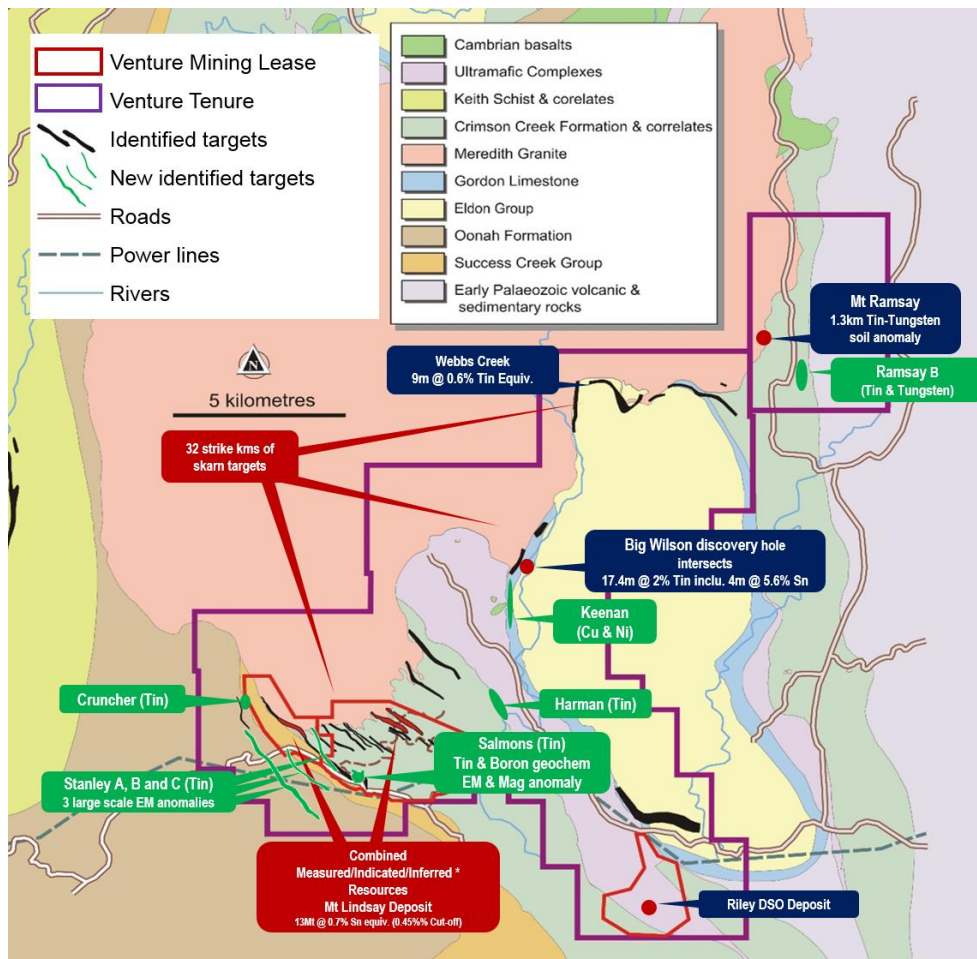 Venture Mining Lease
Venture Tenure
Identified targets
New identified targets
Roads
Power lines
Rivers
Cambrian basalts
Ultramafic Complexes
Keith Schist & corelates
Crimson Creek Formation & correlates
Meredith Granite
Gordon Limestone
Eldon Group
Oonah Formation
Success Creek Group
Early Palaeozoic volcanic &
sedimentary rocks
N
5 kilometres
Mt Ramsay
1.3km Tin-Tungsten
soil anomaly
Webbs Creek
9m @ 0.6% Tin Equiv.
Ramsay B
(Tin & Tungsten)
32 strike kms of
skarn targets
Big Wilson discovery hole
intersects
17.4m @ 2% Tin inclu. 4m @ 5.6% Sn
Keenan
(Cu & Ni)
Cruncher (Tin)
Harman (Tin)
Salmons (Tin)
Tin & Boron geochem
EM & Mag anomaly
Stanley A, B and C (Tin)
3 large scale EM anomalies
Combined
Measured/Indicated/Inferred *
Resources
Mt Lindsay Deposit
13Mt @ 0.7% Sn equiv. (0.45%% Cut-off)
Riley DSO Deposit